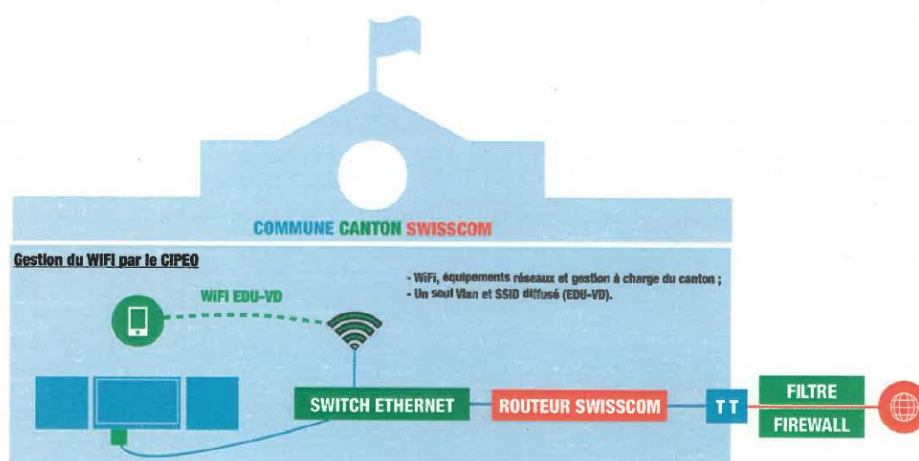 COMMUNE CANTON SWISSCOM
Gestion du WIFI par le CIPEO
- WiFi, équipements réseaux et gestion à charge du canton ;
- Un seul Vlan et SSID diffusé (EDU-VD).
WiFi EDU-VD
SWITCH ETHERNET
ROUTEUR SWISSCOM
TT
FILTRE
FIREWALL